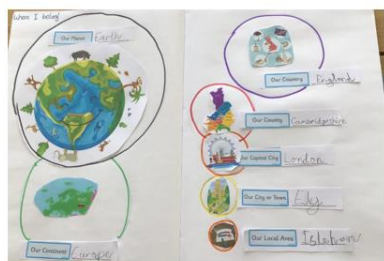 where I belong
Our Planet Earth
Our Continent Europe
Our Country England
Our County Cambridgeshire
Our Capital City London
Our City or Town Ely
Our Local Area